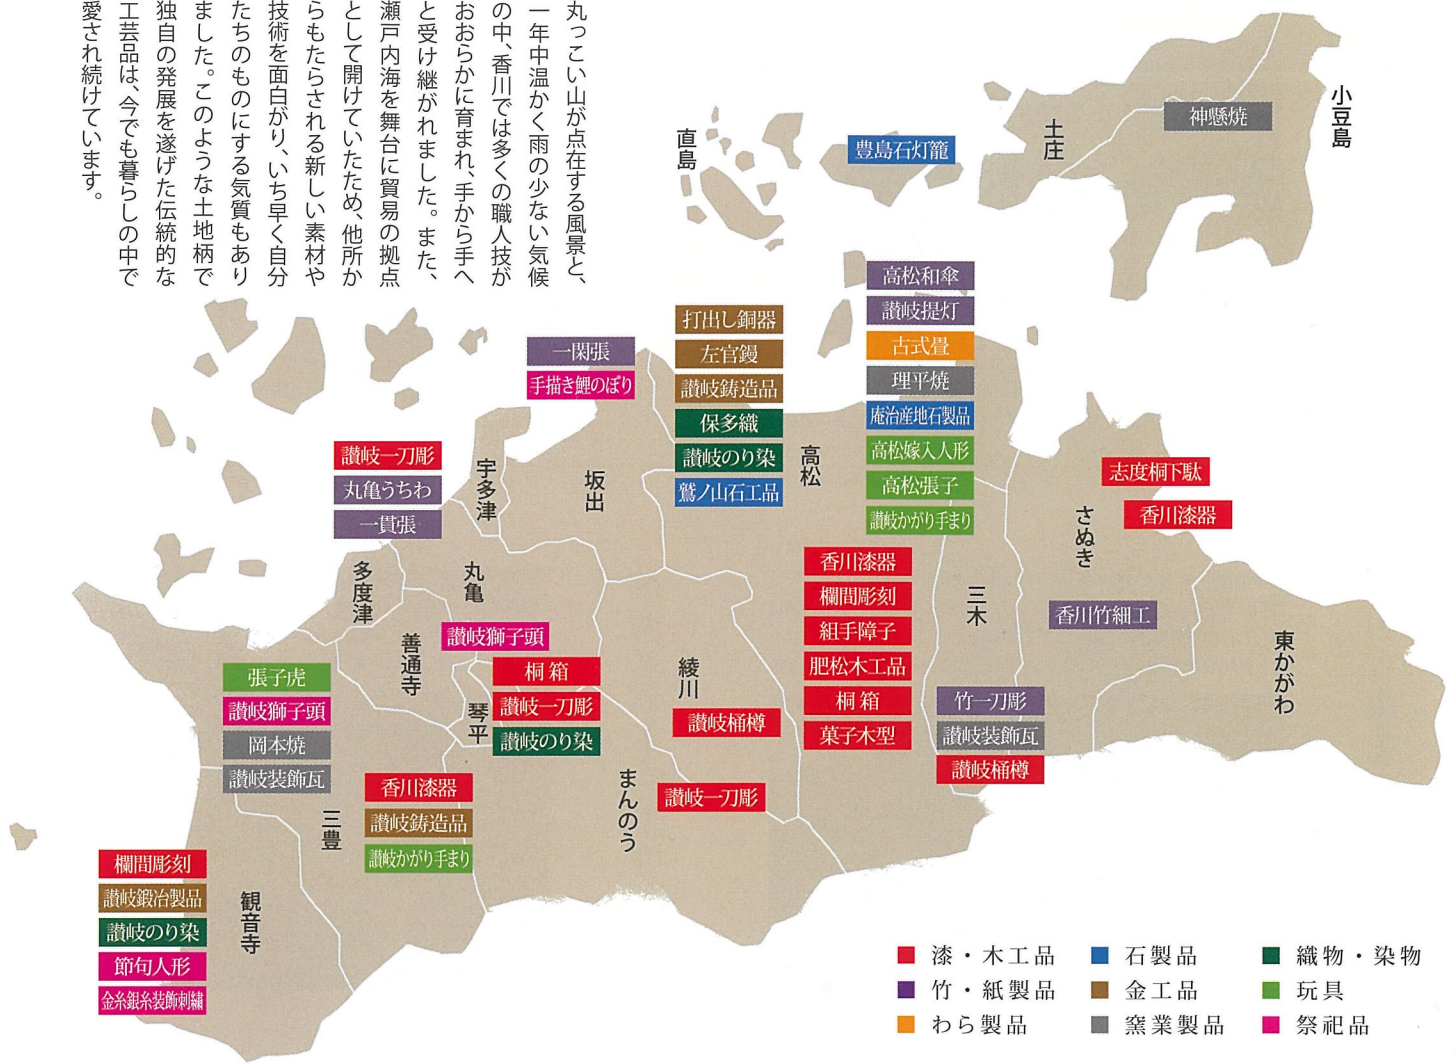 丸っこい山が点在する風景と、
一年中温かく雨の少ない気候
の中、香川では多くの職人技が
おおらかに育まれ、手から手へ
と受け継がれました。また、
瀬戸内海を舞台に貿易の拠点
として開けていたため、他所か
らもたらされる新しい素材や
技術を面白がり、いち早く自分
たちのものにする気質もあり
ました。このような土地柄で
独自の発展を遂げた伝統的な
工芸品は、今でも暮らしの中で
愛され続けています。
小豆島
神懸焼
土庄
豊島石灯籠
直島
高松和傘
讃岐提灯
古式畳
理平焼
庵治産地石製品
高松嫁入人形
高松張子
讃岐かがり手まり
打出し銅器
左官鏝
讃岐鋳造品
保多織
讃岐のり染
鷲ノ山石工品
高松
香川漆器
欄間彫刻
組手障子
肥松木工品
桐箱
菓子木型
一閑張
手描き鯉のぼり
坂出
宇多津
讃岐一刀彫
丸亀うちわ
一貫張
丸亀
讃岐獅子頭
多度津
善通寺
琴平
桐箱
讃岐一刀彫
讃岐のり染
綾川
讃岐桶樽
まんのう
讃岐一刀彫
志度桐下駄
香川漆器
さぬき
香川竹細工
三木
竹一刀彫
讃岐装飾瓦
讃岐桶樽
東かがわ
張子虎
讃岐獅子頭
岡本焼
讃岐装飾瓦
三豊
香川漆器
讃岐鋳造品
讃岐かがり手まり
観音寺
欄間彫刻
讃岐鍛冶製品
讃岐のり染
節句人形
金糸銀糸装飾刺繍
漆・木工品
竹・紙製品
わら製品
石製品
金工品
窯業製品
織物・染物
玩具
祭祀品